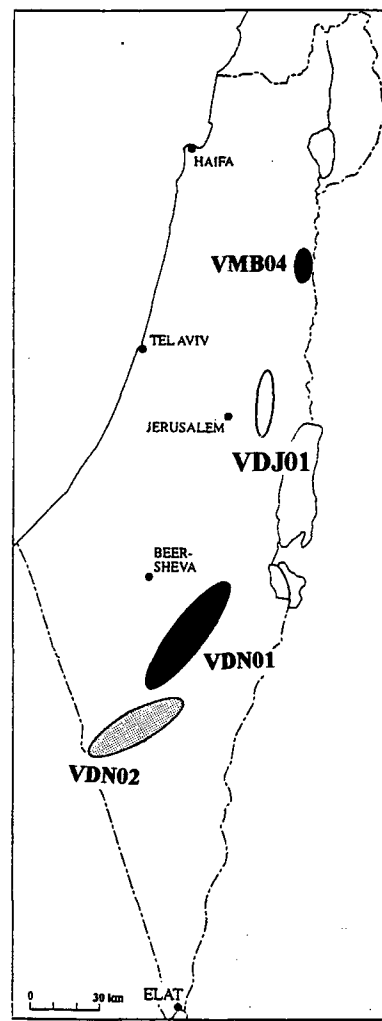 HAIFA
VMB04
TEL AVIV
JERUSALEM
VDJ01
BEER-
SHEVA
VDN01
VDN02
0 30 km
ELAT